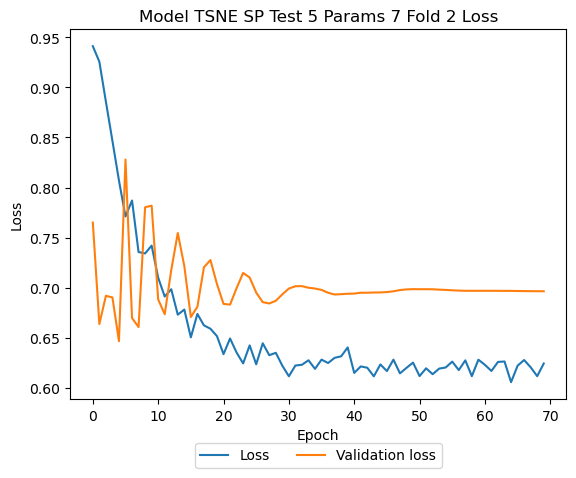 Model TSNE SP Test 5 Params 7 Fold 2 Loss
0.95
0.90
0.85
0.80
0.75
0.70
0.65
0.60
Loss
0 10 20 30 40 50 60 70
Epoch
Loss Validation loss